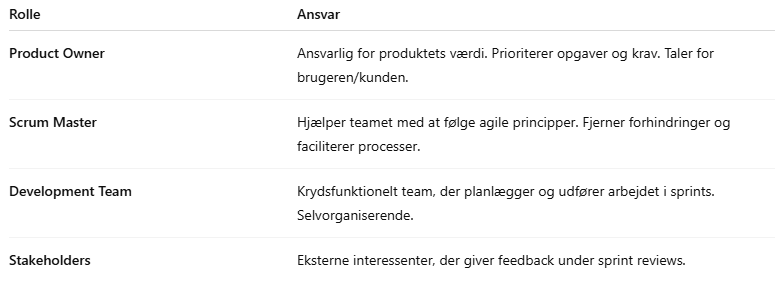 Rolle Ansvar
Product Owner Ansvarlig for produktets værdi. Prioriterer opgaver og krav. Taler for
brugeren/kunden.
Scrum Master Hjælper teamet med at følge agile principper. Fjerner forhindringer og
faciliterer processer.
Development Team Krydsfunktionelt team, der planlægger og udfører arbejdet i sprints.
Selvorganiserende.
Stakeholders Eksterne interessenter, der giver feedback under sprint reviews.